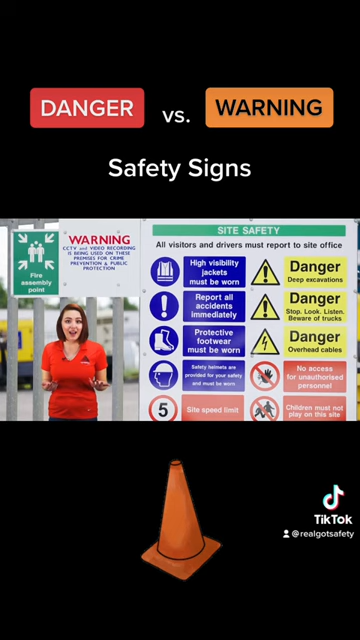 DANGER
vs.
WARNING
Safety Signs
Fire
assembly
point
WARNING
CCTV and VIDEO RECORDING
IS BEING USED ON THESE
PREMISES FOR CRIME
PREVENTION & PUBLIC
PROTECTION
SITE SAFETY
All visitors and drivers must report to site office
High visibility
jackets
must be worn
Danger
Deep excavations
Report all
accidents
immediately
Danger
Stop. Look. Listen.
Beware of trucks
Protective
footwear
must be worn
Danger
Overhead cables
Safety helmets are
provided for your safety
and must be worn
No access
for unauthorised
personnel
5
Site speed limit
Children must not
play on this site
TikTok
@realgotsafety